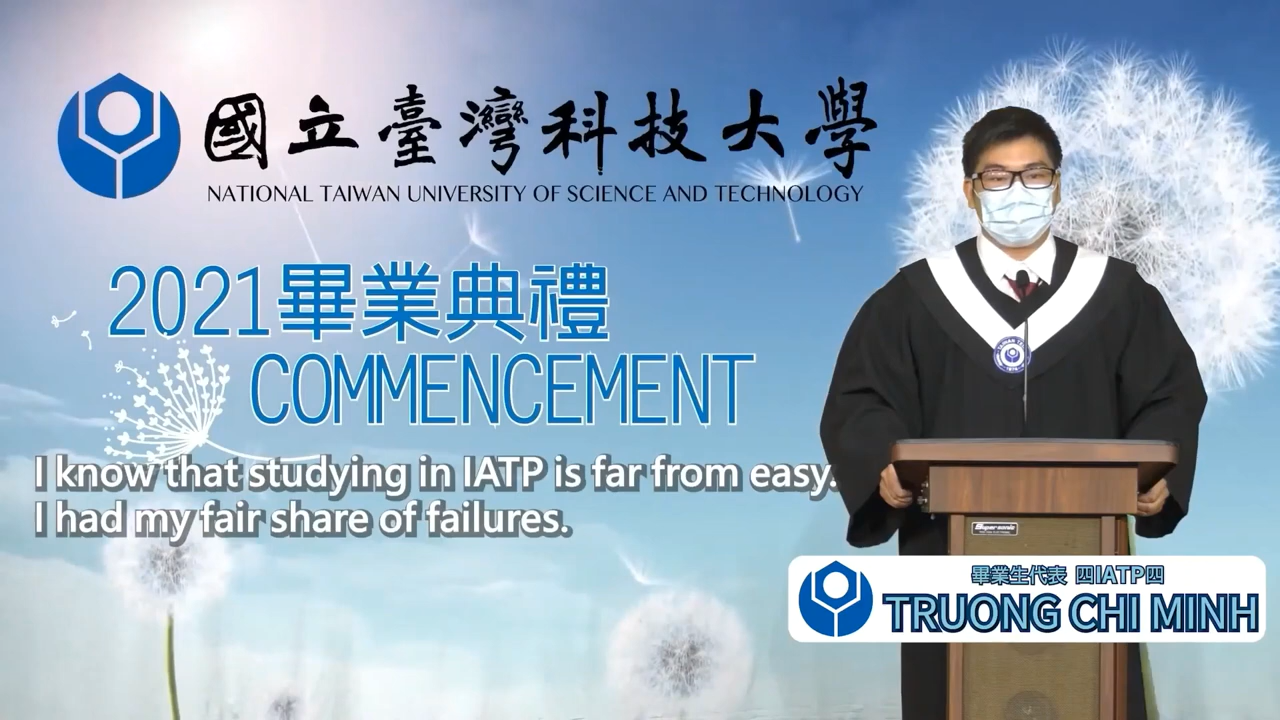 國立臺灣科技大學
NATIONAL TAIWAN UNIVERSITY OF SCIENCE AND TECHNOLOGY
2021畢業典禮
COMMENCEMENT
I know that studying in IATP is far from easy.
I had my fair share of failures.
Supersonic
畢業生代表 四IATP四
TRUONG CHI MINH